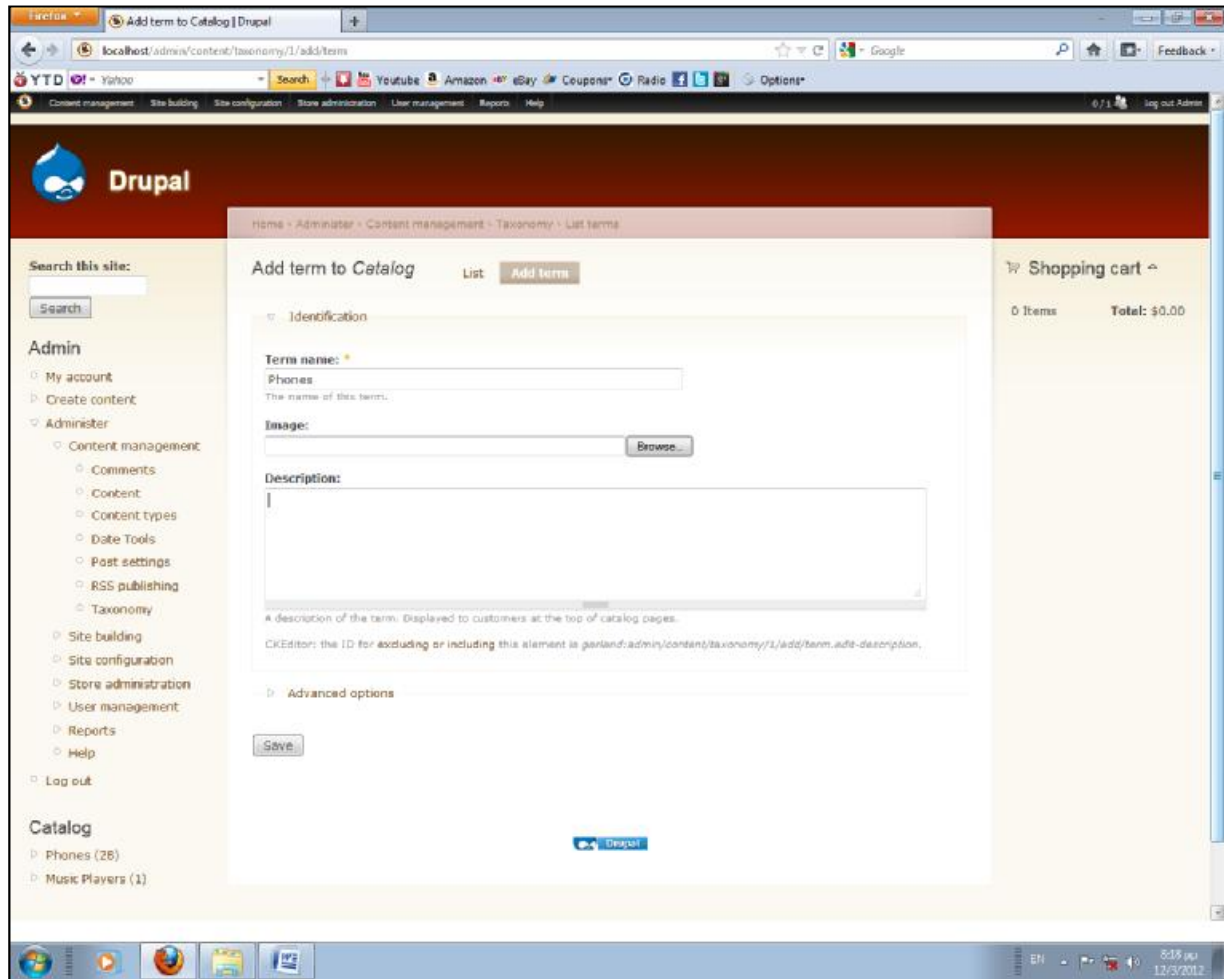 Firefox
Add term to Catalog | Drupal
localhost/admin/content/taxonomy/1/add/term
Google
Feedback
YTD Yahoo Search Youtube Amazon eBay Coupons Radio Options
Content management Site building Site configuration Store administration User management Reports Help 0/1 Log out Admin
Drupal
Home › Administer › Content management › Taxonomy › List terms
Search this site:
Search
Admin
My account
Create content
Administer
Content management
Comments
Content
Content types
Date Tools
Post settings
RSS publishing
Taxonomy
Site building
Site configuration
Store administration
User management
Reports
Help
Log out
Catalog
Phones (28)
Music Players (1)
Add term to Catalog List Add term
Identification
Term name: *
Phones
The name of this term.
Image:
Browse...
Description:
A description of the term. Displayed to customers at the top of catalog pages.
CKEditor: the ID for excluding or including this element is garland:admin/content/taxonomy/1/add/term.edit-description.
Advanced options
Save
Drupal
Shopping cart
0 Items Total: $0.00
EN
8:18 μμ
12/3/2012